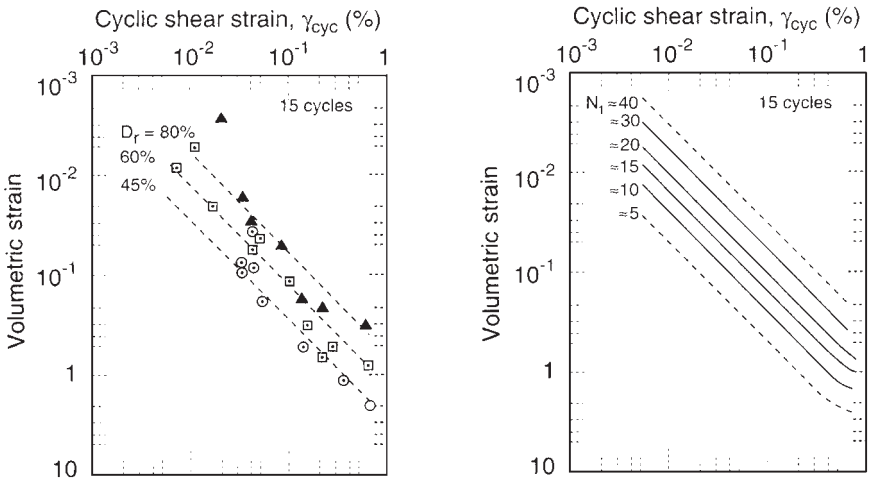 Cyclic shear strain, γcyc (%)
10-3 10-2 10-1 1
10-3
10-2
10-1
1
10
Volumetric strain
15 cycles
Dr = 80%
60%
45%
Cyclic shear strain, γcyc (%)
10-3 10-2 10-1 1
10-3
10-2
10-1
1
10
Volumetric strain
15 cycles
N1 ≈40
≈30
≈20
≈15
≈10
≈5